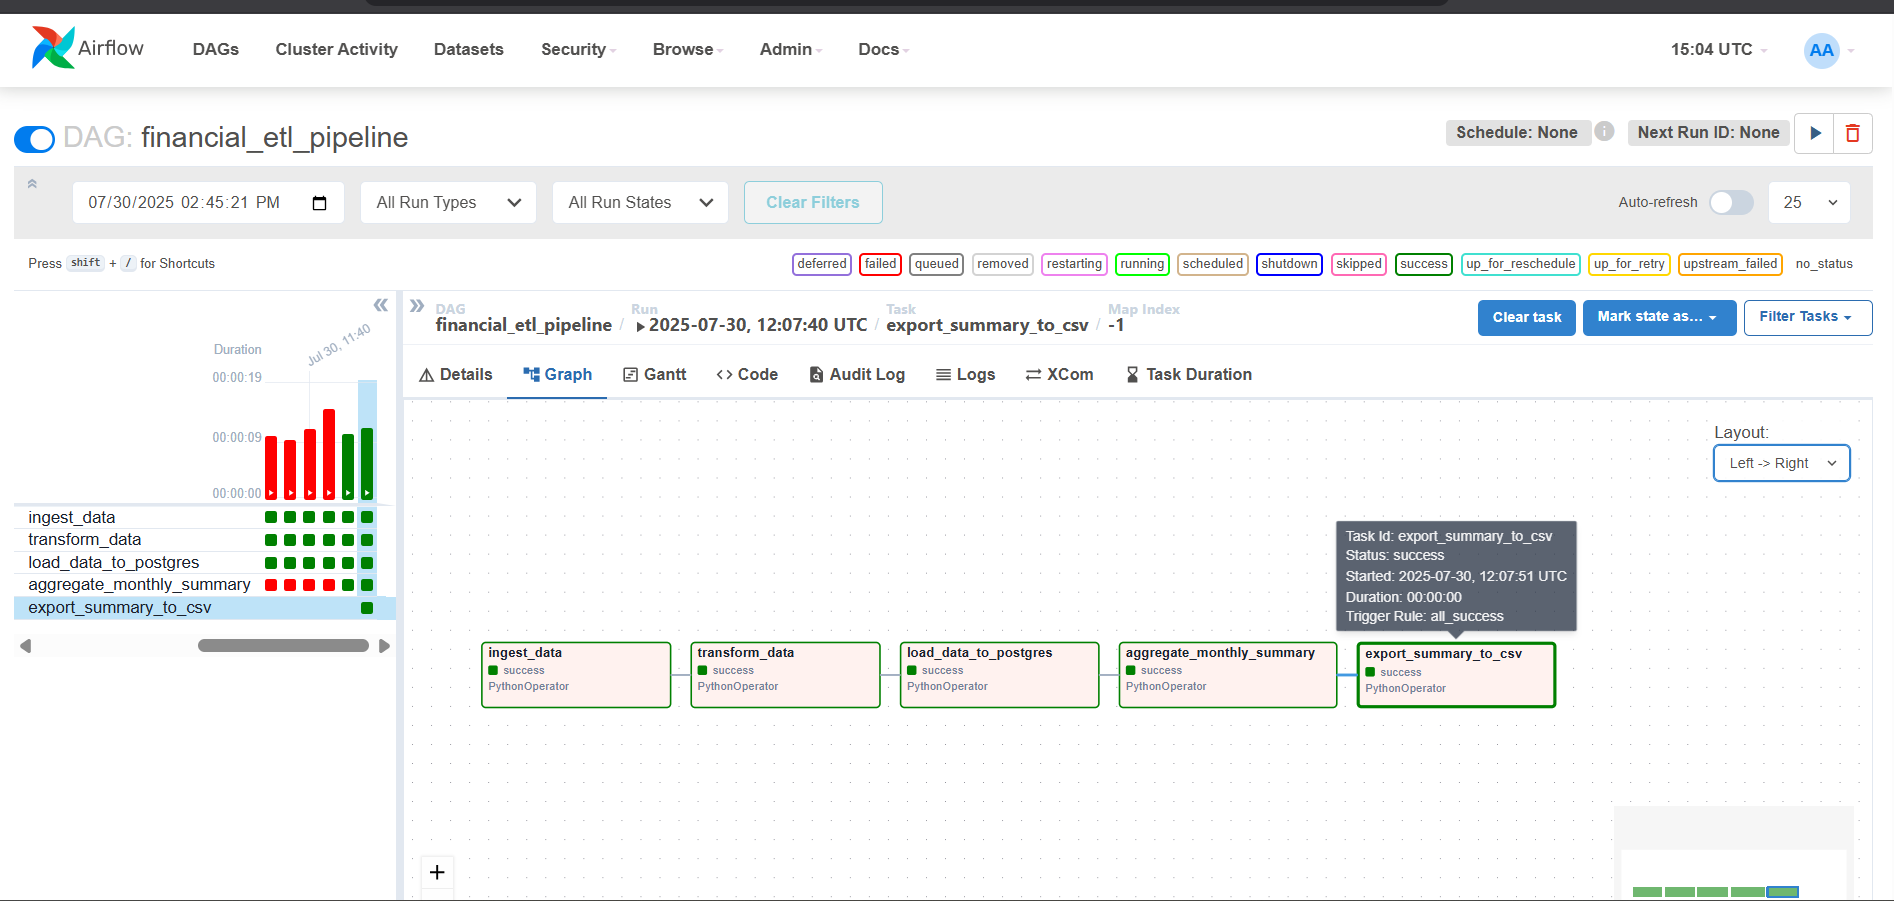 Airflow DAGs Cluster Activity Datasets Security Browse Admin Docs 15:04 UTC AA
DAG: financial_etl_pipeline
Schedule: None Next Run ID: None
07/30/2025 02:45:21 PM All Run Types All Run States Clear Filters Auto-refresh 25
Press shift + / for Shortcuts
deferred failed queued removed restarting running scheduled shutdown skipped success up_for_reschedule up_for_retry upstream_failed no_status
Duration
Jul 30, 11:40
00:00:19
00:00:09
00:00:00
ingest_data
transform_data
load_data_to_postgres
aggregate_monthly_summary
export_summary_to_csv
DAG Run Task Map Index
financial_etl_pipeline / 2025-07-30, 12:07:40 UTC / export_summary_to_csv / -1
Clear task Mark state as... Filter Tasks
Details Graph Gantt Code Audit Log Logs XCom Task Duration
Layout:
Left -> Right
Task Id: export_summary_to_csv
Status: success
Started: 2025-07-30, 12:07:51 UTC
Duration: 00:00:00
Trigger Rule: all_success
ingest_data
success
PythonOperator
transform_data
success
PythonOperator
load_data_to_postgres
success
PythonOperator
aggregate_monthly_summary
success
PythonOperator
export_summary_to_csv
success
PythonOperator
+